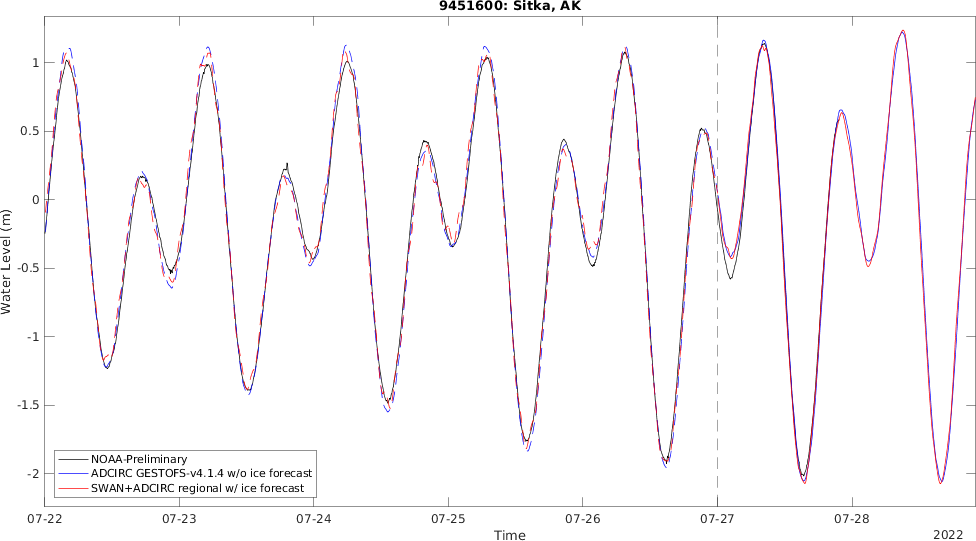 9451600: Sitka, AK
Water Level (m)
1
0.5
0
-0.5
-1
-1.5
-2
NOAA-Preliminary
ADCIRC GESTOFS-v4.1.4 w/o ice forecast
SWAN+ADCIRC regional w/ ice forecast
07-22 07-23 07-24 07-25 07-26 07-27 07-28
Time
2022